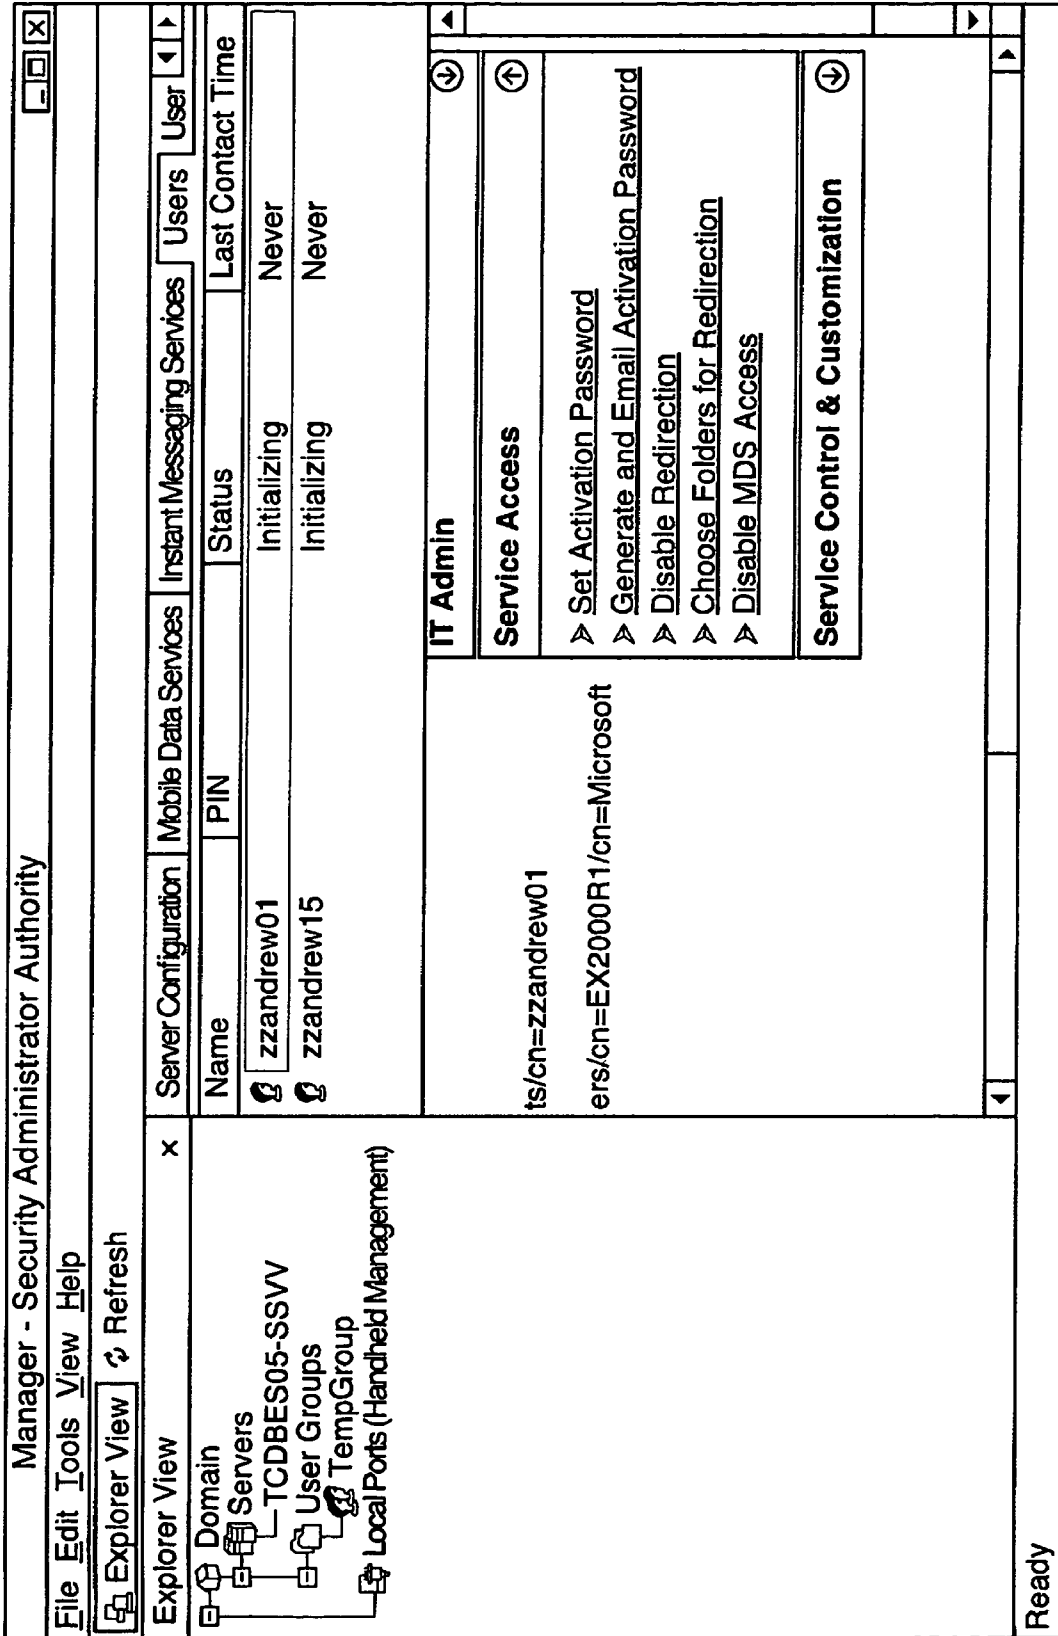 Manager - Security Administrator Authority
File Edit Tools View Help
Explorer View Refresh
Explorer View x
Domain
Servers
TCDBES05-SSVV
User Groups
TempGroup
Local Ports (Handheld Management)
Server Configuration Mobile Data Services Instant Messaging Services Users User
Name PIN Status Last Contact Time
zzandrew01 Initializing Never
zzandrew15 Initializing Never
ts/cn=zzandrew01
ers/cn=EX2000R1/cn=Microsoft
IT Admin
Service Access
Set Activation Password
Generate and Email Activation Password
Disable Redirection
Choose Folders for Redirection
Disable MDS Access
Service Control & Customization
Ready